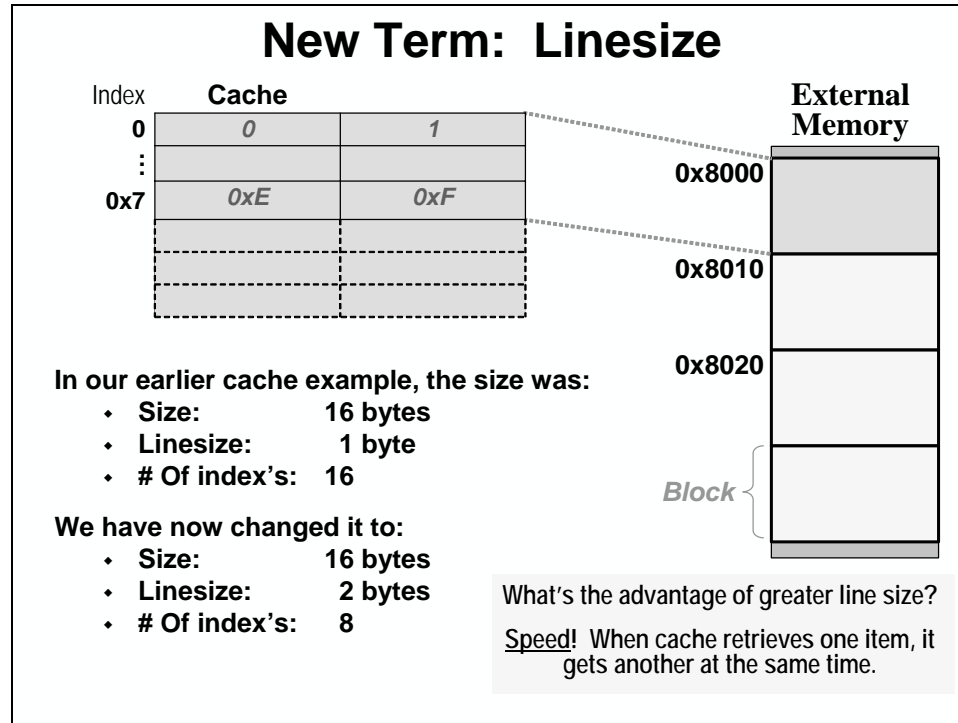 New Term: Linesize
Index Cache
0 0 1
⋮
0x7 0xE 0xF
External
Memory
0x8000
0x8010
0x8020
Block
In our earlier cache example, the size was:
⬩ Size: 16 bytes
⬩ Linesize: 1 byte
⬩ # Of index’s: 16
We have now changed it to:
⬩ Size: 16 bytes
⬩ Linesize: 2 bytes
⬩ # Of index’s: 8
What’s the advantage of greater line size?
Speed! When cache retrieves one item, it
gets another at the same time.